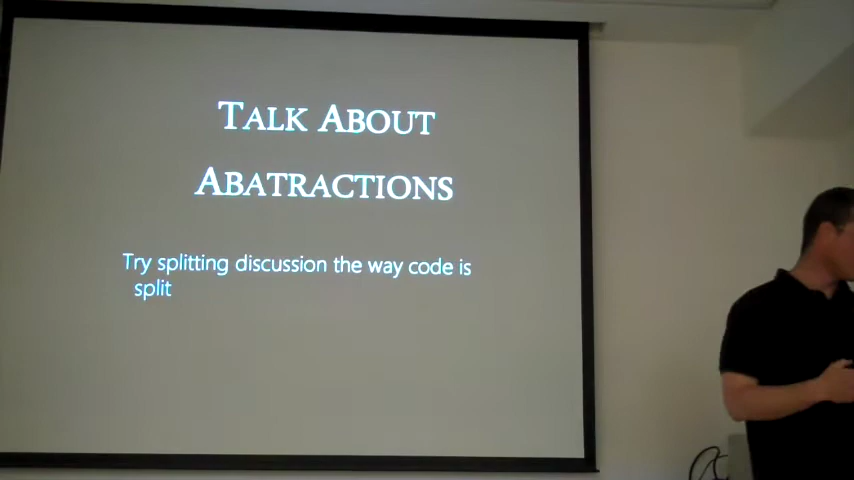 TALK ABOUT
ABATRACTIONS
Try splitting discussion the way code is
split